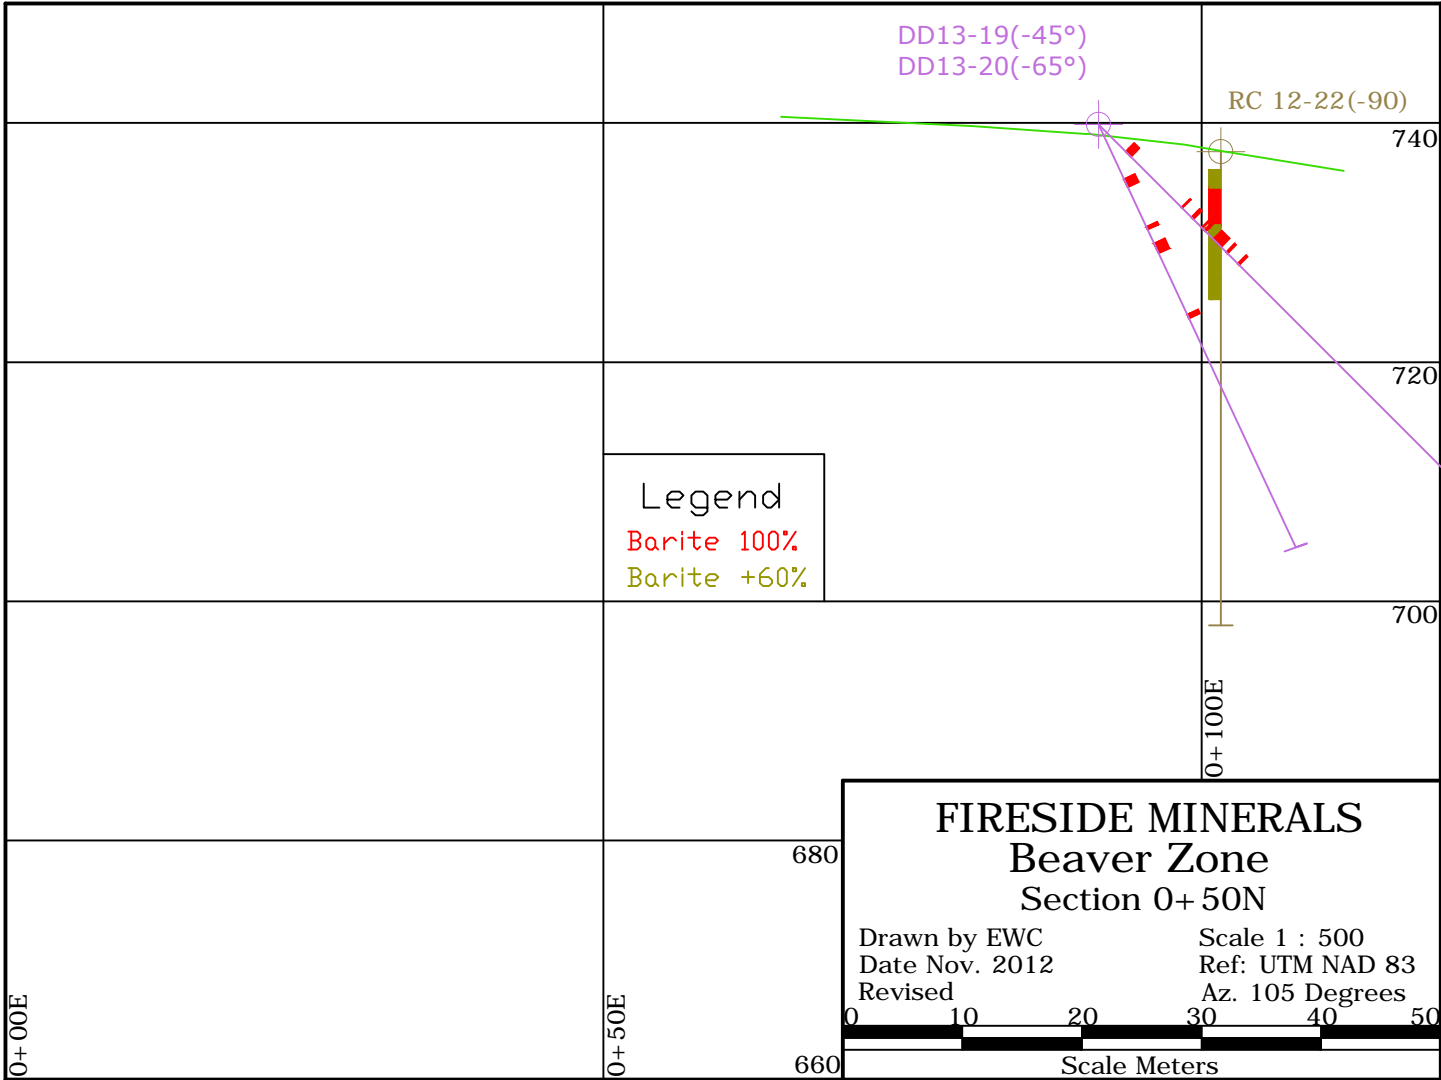 DD13-19(-45°)
DD13-20(-65°)
RC 12-22(-90)
740
720
Legend
Barite 100%
Barite +60%
700
0+100E
680
FIRESIDE MINERALS
Beaver Zone
Section 0+50N
Drawn by EWC
Scale 1 : 500
Date Nov. 2012
Ref: UTM NAD 83
Revised
Az. 105 Degrees
0+00E
0+50E
0 10 20 30 40 50
660
Scale Meters